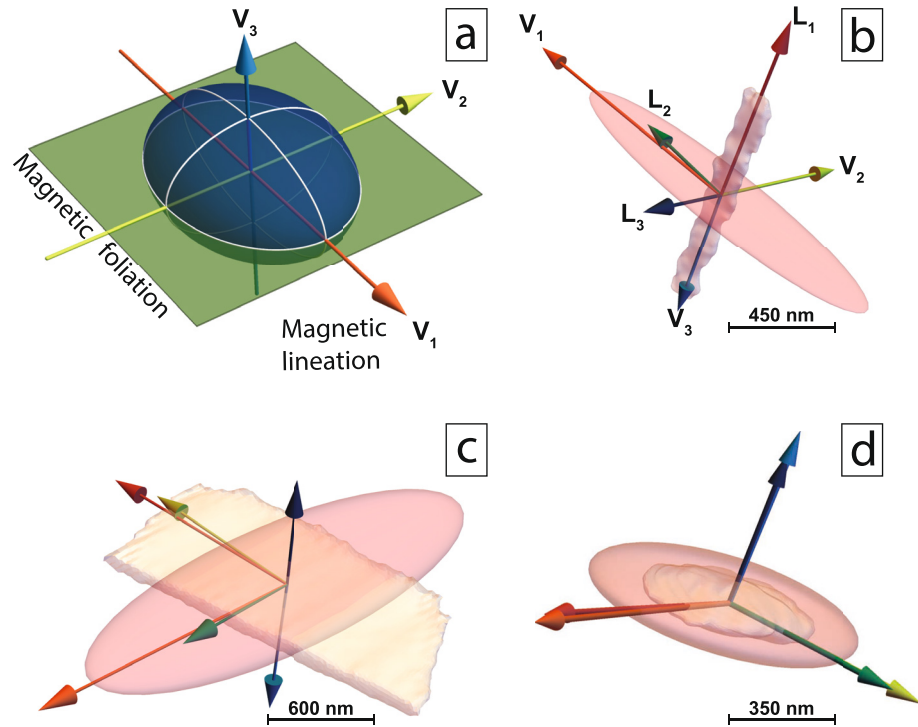 a
V3
V2
Magnetic foliation
Magnetic
lineation
V1
b
L1
V1
L2
V2
L3
V3
450 nm
c
600 nm
d
350 nm